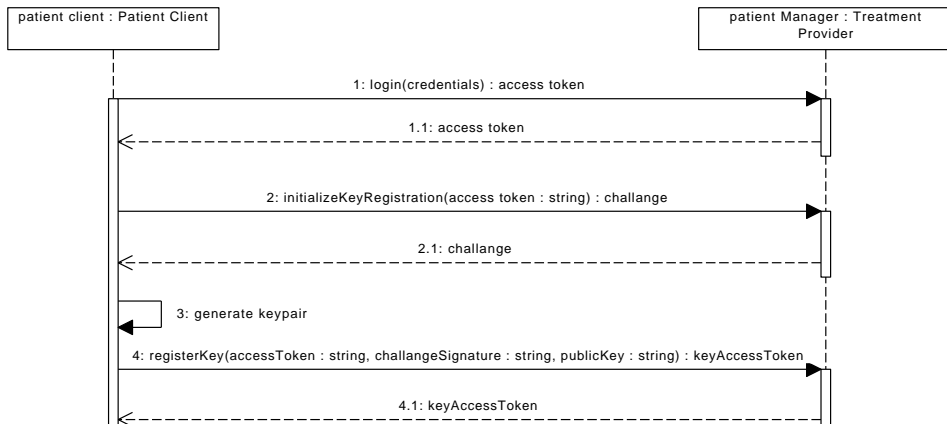 patient client : Patient Client
patient Manager : Treatment
Provider
1: login(credentials) : access token
1.1: access token
2: initializeKeyRegistration(access token : string) : challange
2.1: challange
3: generate keypair
4: registerKey(accessToken : string, challangeSignature : string, publicKey : string) : keyAccessToken
4.1: keyAccessToken